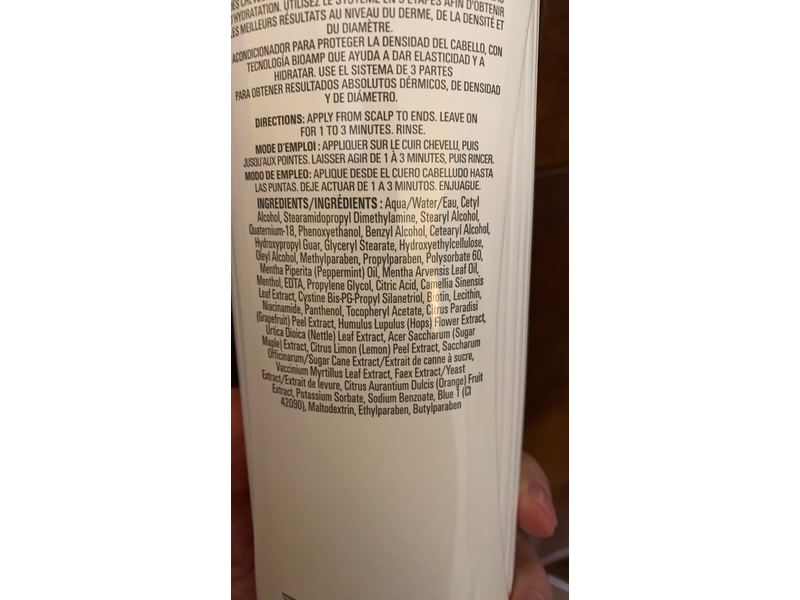 D'HYDRATATION. UTILISEZ LE SYSTÈME EN 3 ÉTAPES AFIN D'OBTENIR
LES MEILLEURS RÉSULTATS AU NIVEAU DU DERME, DE LA DENSITÉ ET
DU DIAMÈTRE.
ACONDICIONADOR PARA PROTEGER LA DENSIDAD DEL CABELLO, CON
TECNOLOGÍA BIOAMP QUE AYUDA A DAR ELASTICIDAD Y A
HIDRATAR. USE EL SISTEMA DE 3 PARTES
PARA OBTENER RESULTADOS ABSOLUTOS DÉRMICOS, DE DENSIDAD
Y DE DIÁMETRO.
DIRECTIONS: APPLY FROM SCALP TO ENDS. LEAVE ON
FOR 1 TO 3 MINUTES. RINSE.
MODE D'EMPLOI : APPLIQUER SUR LE CUIR CHEVELU, PUIS
JUSQU'AUX POINTES. LAISSER AGIR DE 1 À 3 MINUTES, PUIS RINCER.
MODO DE EMPLEO: APLIQUE DESDE EL CUERO CABELLUDO HASTA
LAS PUNTAS. DEJE ACTUAR DE 1 A 3 MINUTOS. ENJUAGUE.
INGREDIENTS/INGRÉDIENTS : Aqua/Water/Eau, Cetyl
Alcohol, Stearamidopropyl Dimethylamine, Stearyl Alcohol,
Quaternium-18, Phenoxyethanol, Benzyl Alcohol, Cetearyl Alcohol,
Hydroxypropyl Guar, Glyceryl Stearate, Hydroxyethylcellulose,
Oleyl Alcohol, Methylparaben, Propylparaben, Polysorbate 60,
Mentha Piperita (Peppermint) Oil, Mentha Arvensis Leaf Oil,
Menthol, EDTA, Propylene Glycol, Citric Acid, Camellia Sinensis
Leaf Extract, Cystine Bis-PG-Propyl Silanetriol, Biotin, Lecithin,
Niacinamide, Panthenol, Tocopheryl Acetate, Citrus Paradisi
(Grapefruit) Peel Extract, Humulus Lupulus (Hops) Flower Extract,
Urtica Dioica (Nettle) Leaf Extract, Acer Saccharum (Sugar
Maple) Extract, Citrus Limon (Lemon) Peel Extract, Saccharum
Officinarum/Sugar Cane Extract/Extrait de canne à sucre,
Vaccinium Myrtillus Leaf Extract, Faex Extract/Yeast
Extract/Extrait de levure, Citrus Aurantium Dulcis (Orange) Fruit
Extract, Potassium Sorbate, Sodium Benzoate, Blue 1 (CI
42090), Maltodextrin, Ethylparaben, Butylparaben